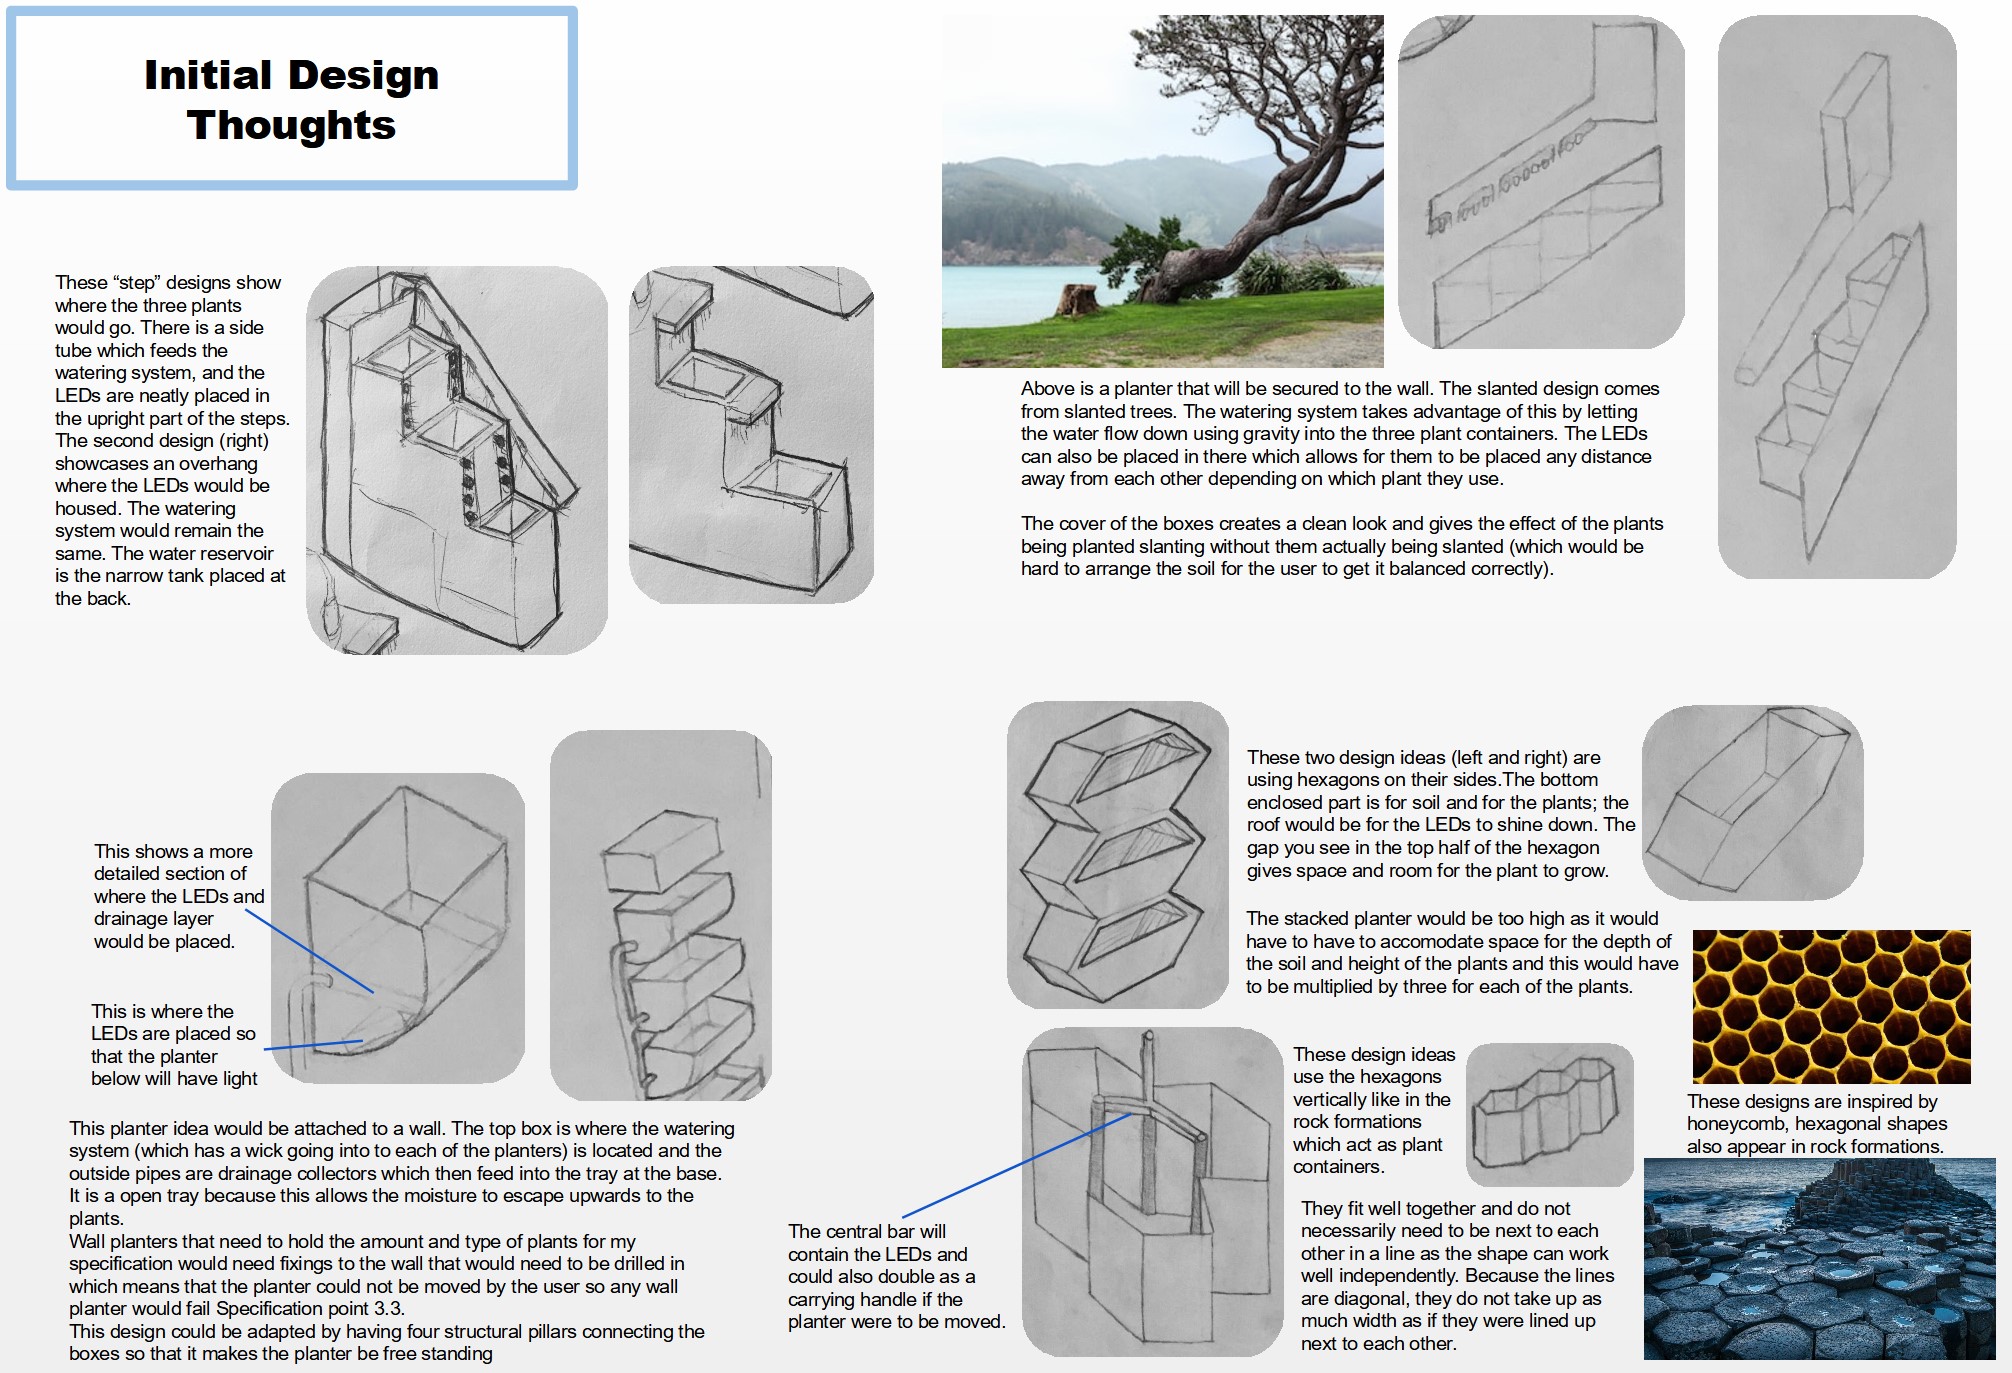 Initial Design
Thoughts
These “step” designs show
where the three plants
would go. There is a side
tube which feeds the
watering system, and the
LEDs are neatly placed in
the upright part of the steps.
The second design (right)
showcases an overhang
where the LEDs would be
housed. The watering
system would remain the
same. The water reservoir
is the narrow tank placed at
the back.
Above is a planter that will be secured to the wall. The slanted design comes
from slanted trees. The watering system takes advantage of this by letting
the water flow down using gravity into the three plant containers. The LEDs
can also be placed in there which allows for them to be placed any distance
away from each other depending on which plant they use.
The cover of the boxes creates a clean look and gives the effect of the plants
being planted slanting without them actually being slanted (which would be
hard to arrange the soil for the user to get it balanced correctly).
This shows a more
detailed section of
where the LEDs and
drainage layer
would be placed.
This is where the
LEDs are placed so
that the planter
below will have light
This planter idea would be attached to a wall. The top box is where the watering
system (which has a wick going into to each of the planters) is located and the
outside pipes are drainage collectors which then feed into the tray at the base.
It is a open tray because this allows the moisture to escape upwards to the
plants.
Wall planters that need to hold the amount and type of plants for my
specification would need fixings to the wall that would need to be drilled in
which means that the planter could not be moved by the user so any wall
planter would fail Specification point 3.3.
This design could be adapted by having four structural pillars connecting the
boxes so that it makes the planter be free standing
These two design ideas (left and right) are
using hexagons on their sides.The bottom
enclosed part is for soil and for the plants; the
roof would be for the LEDs to shine down. The
gap you see in the top half of the hexagon
gives space and room for the plant to grow.
The stacked planter would be too high as it would
have to have to accomodate space for the depth of
the soil and height of the plants and this would have
to be multiplied by three for each of the plants.
The central bar will
contain the LEDs and
could also double as a
carrying handle if the
planter were to be moved.
These design ideas
use the hexagons
vertically like in the
rock formations
which act as plant
containers.
They fit well together and do not
necessarily need to be next to each
other in a line as the shape can work
well independently. Because the lines
are diagonal, they do not take up as
much width as if they were lined up
next to each other.
These designs are inspired by
honeycomb, hexagonal shapes
also appear in rock formations.